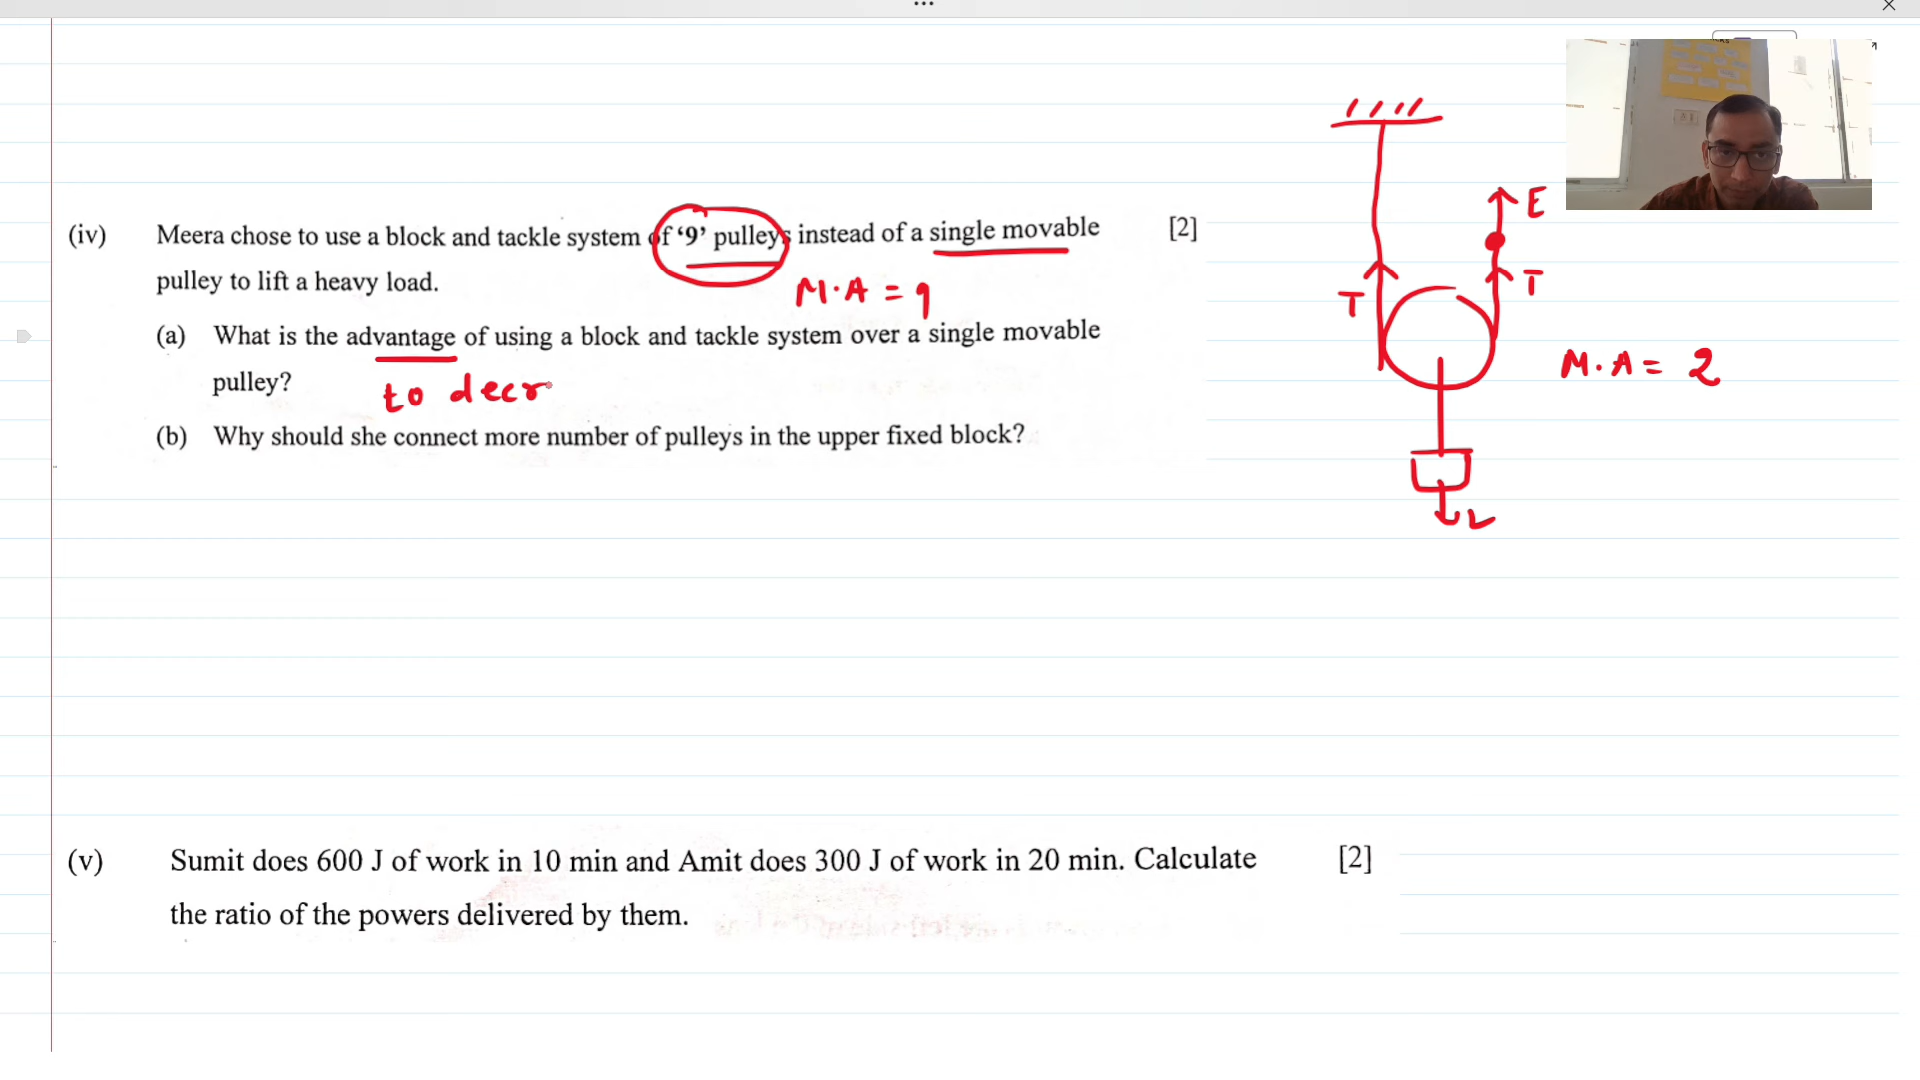 (iv) Meera chose to use a block and tackle system of ‘9’ pulleys instead of a single movable [2]
pulley to lift a heavy load.
M.A = 9
(a) What is the advantage of using a block and tackle system over a single movable
pulley?
to decr
(b) Why should she connect more number of pulleys in the upper fixed block?
E
T
T
M.A = 2
L
(v) Sumit does 600 J of work in 10 min and Amit does 300 J of work in 20 min. Calculate [2]
the ratio of the powers delivered by them.